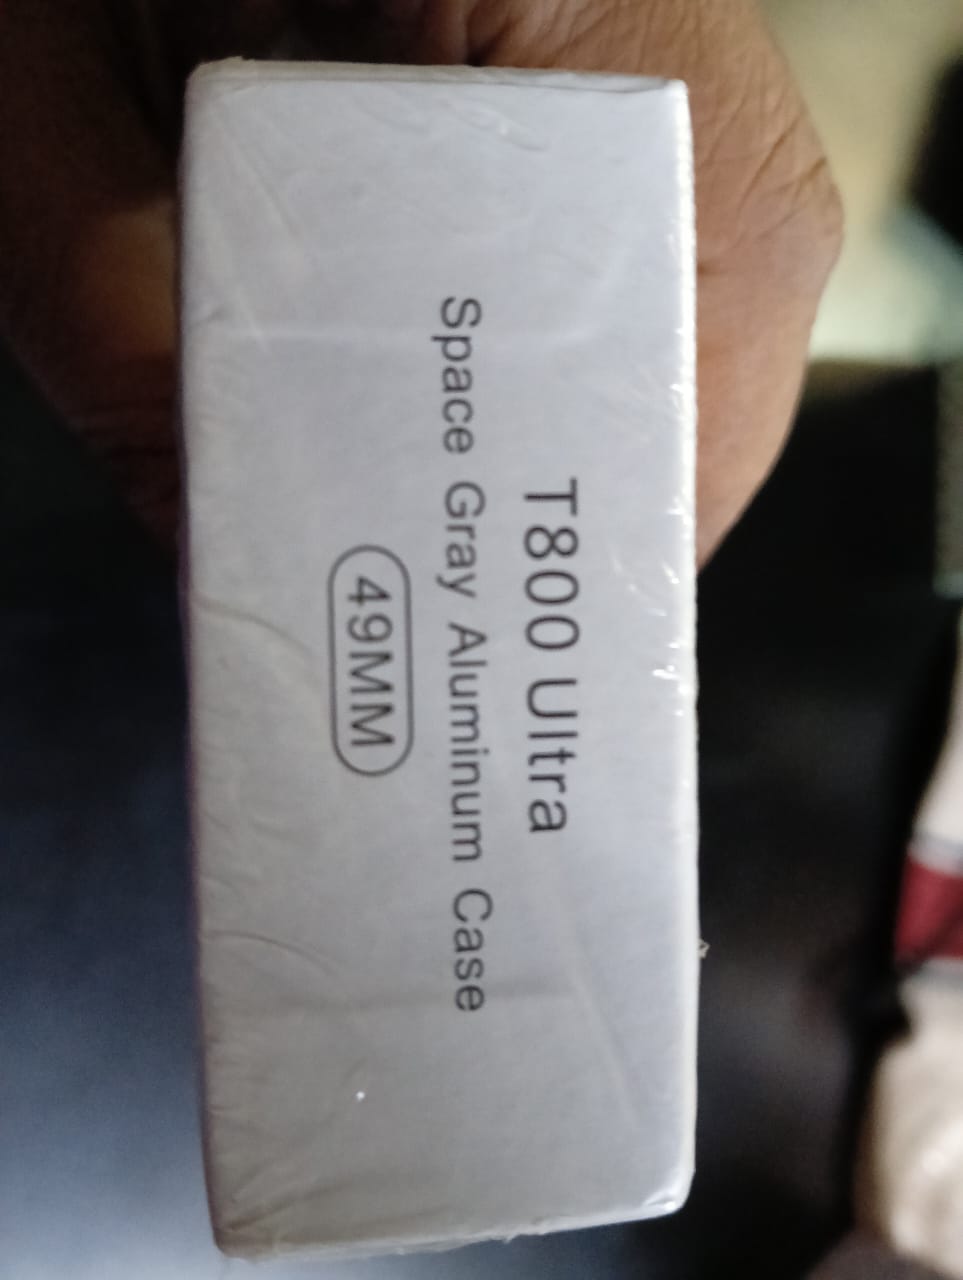 T800 Ultra
Space Gray Aluminum Case
49MM